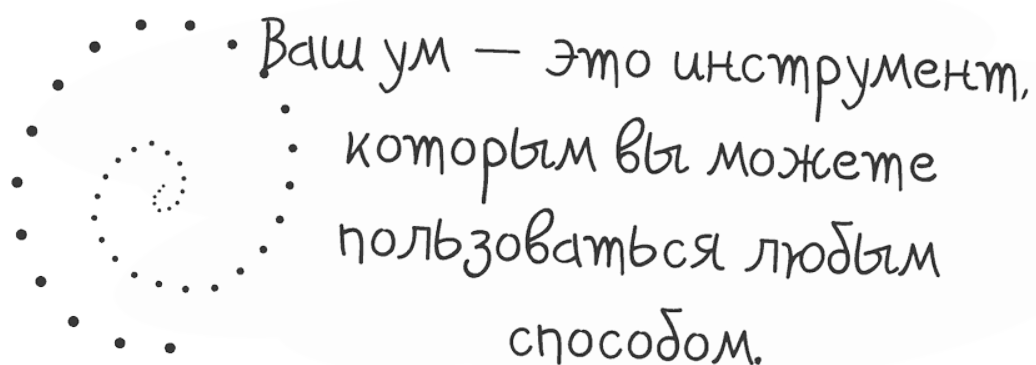 Ваш ум — это инструмент,
которым вы можете
пользоваться любым
способом.